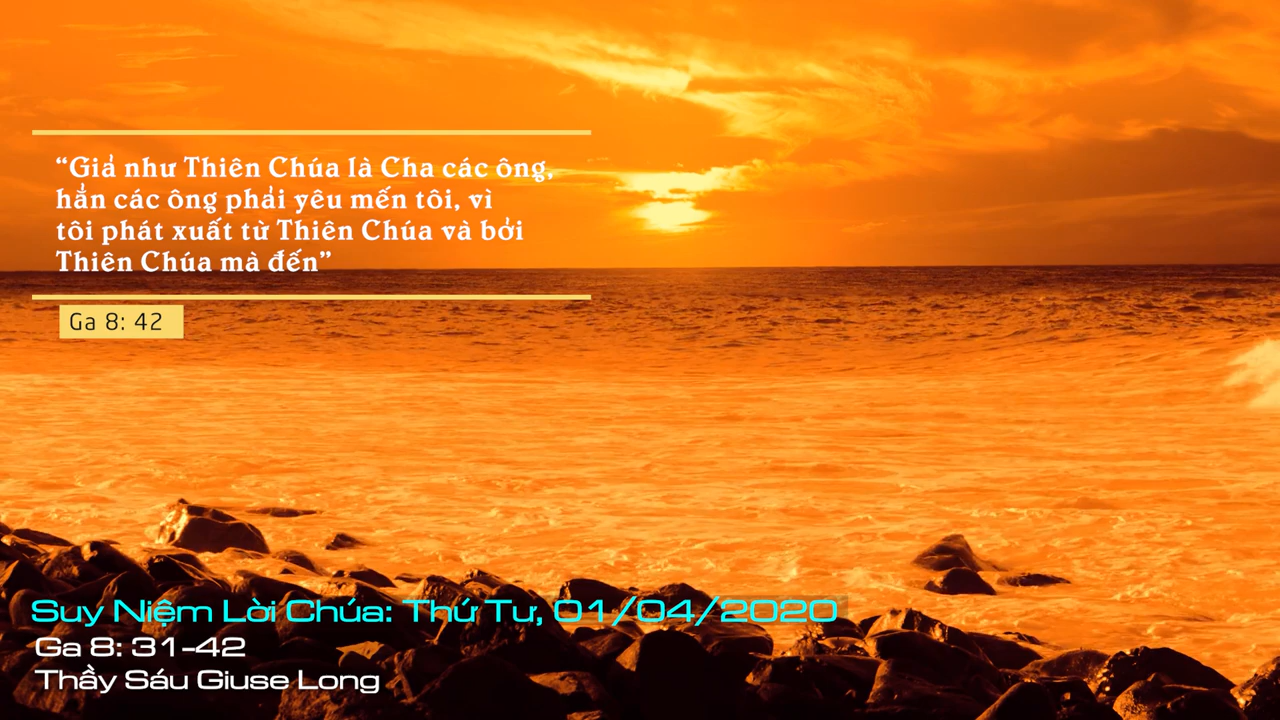 “Giả như Thiên Chúa là Cha các ông,
hẳn các ông phải yêu mến tôi, vì
tôi phát xuất từ Thiên Chúa và bởi
Thiên Chúa mà đến”
Ga 8: 42
Suy Niệm Lời Chúa: Thứ Tư, 01/04/2020
Ga 8: 31-42
Thầy Sáu Giuse Long